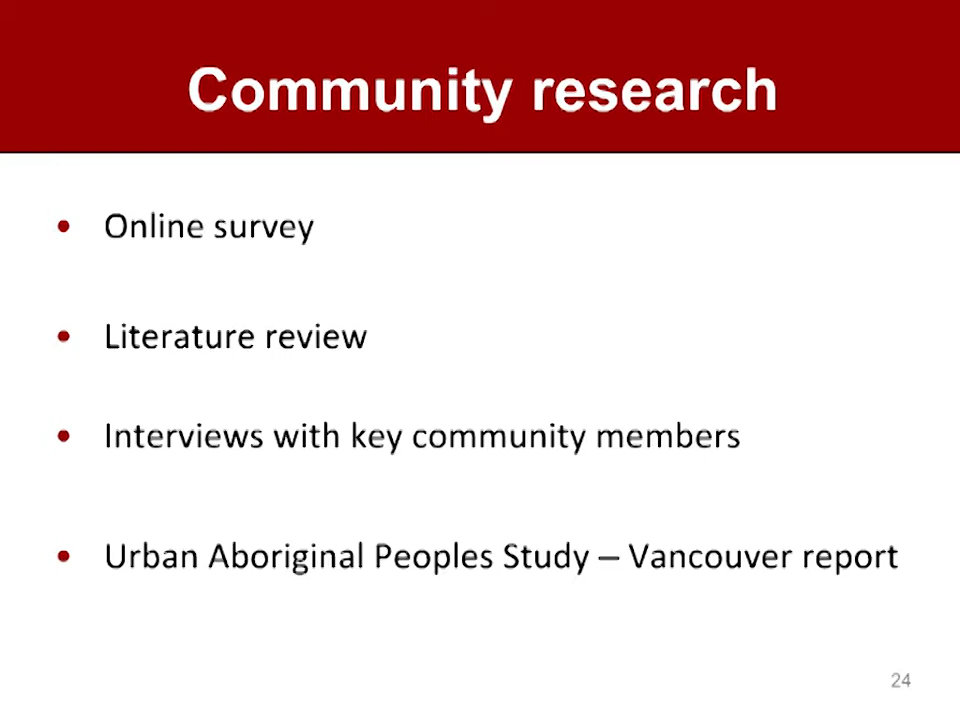 Community research
• Online survey
• Literature review
• Interviews with key community members
• Urban Aboriginal Peoples Study – Vancouver report
24